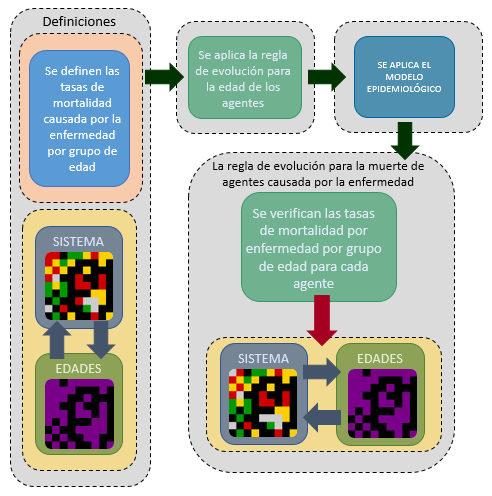 Definiciones
Se definen las
tasas de
mortalidad
causada por la
enfermedad
por grupo de
edad
SISTEMA
EDADES
Se aplica la regla
de evolución para
la edad de los
agentes
SE APLICA EL
MODELO
EPIDEMIOLÓGICO
La regla de evolución para la muerte de
agentes causada por la enfermedad
Se verifican las tasas
de mortalidad por
enfermedad por grupo
de edad para cada
agente
SISTEMA
EDADES